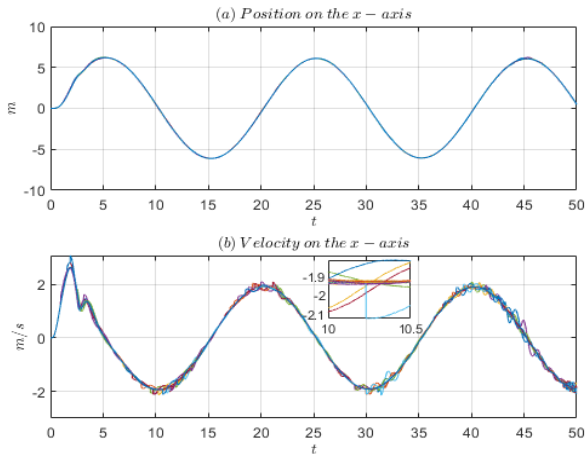 (a) Position on the x − axis
10
5
0
-5
-10
m
0 5 10 15 20 25 30 35 40 45 50
t
(b) Velocity on the x − axis
2
0
-2
m/s
-1.9
-2
-2.1
10 10.5
0 5 10 15 20 25 30 35 40 45 50
t